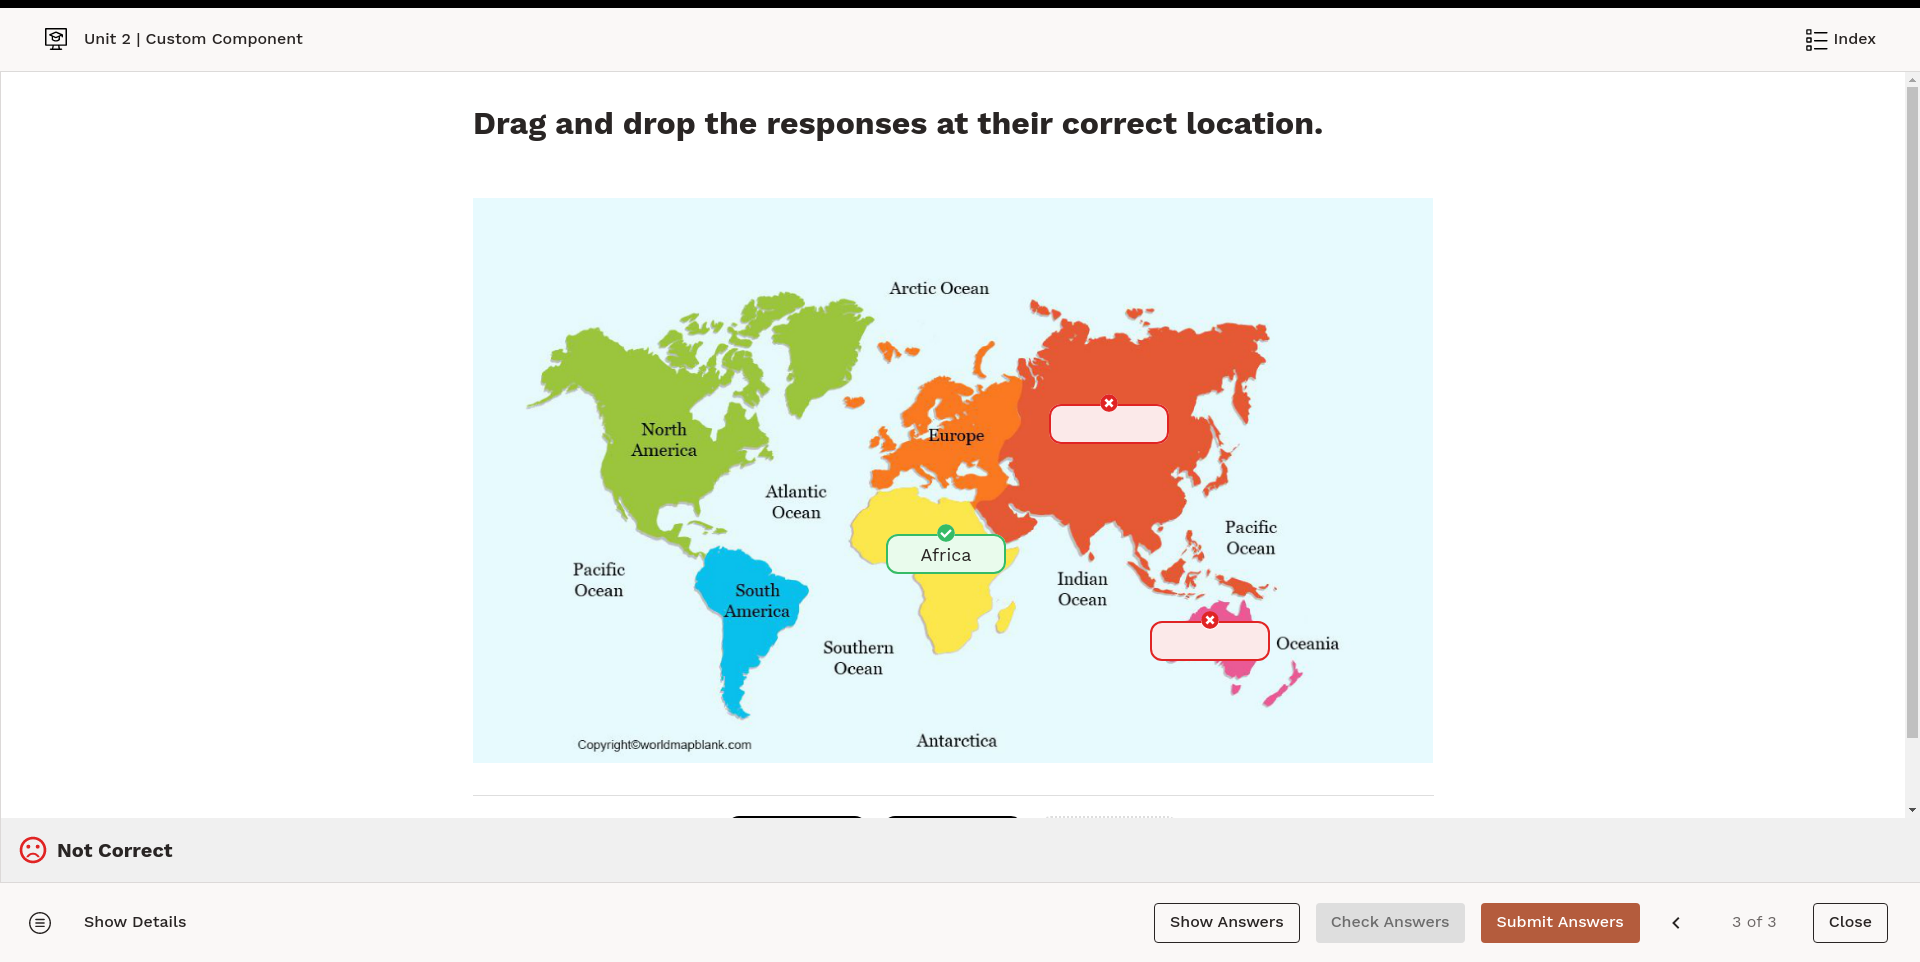 Unit 2 | Custom Component
Index
Drag and drop the responses at their correct location.
Arctic Ocean
North
America
Europe
Atlantic
Ocean
Africa
Pacific
Ocean
Pacific
Ocean
Indian
Ocean
South
America
Southern
Ocean
Oceania
Antarctica
Copyright©worldmapblank.com
Not Correct
Show Details
Show Answers
Check Answers
Submit Answers
3 of 3
Close